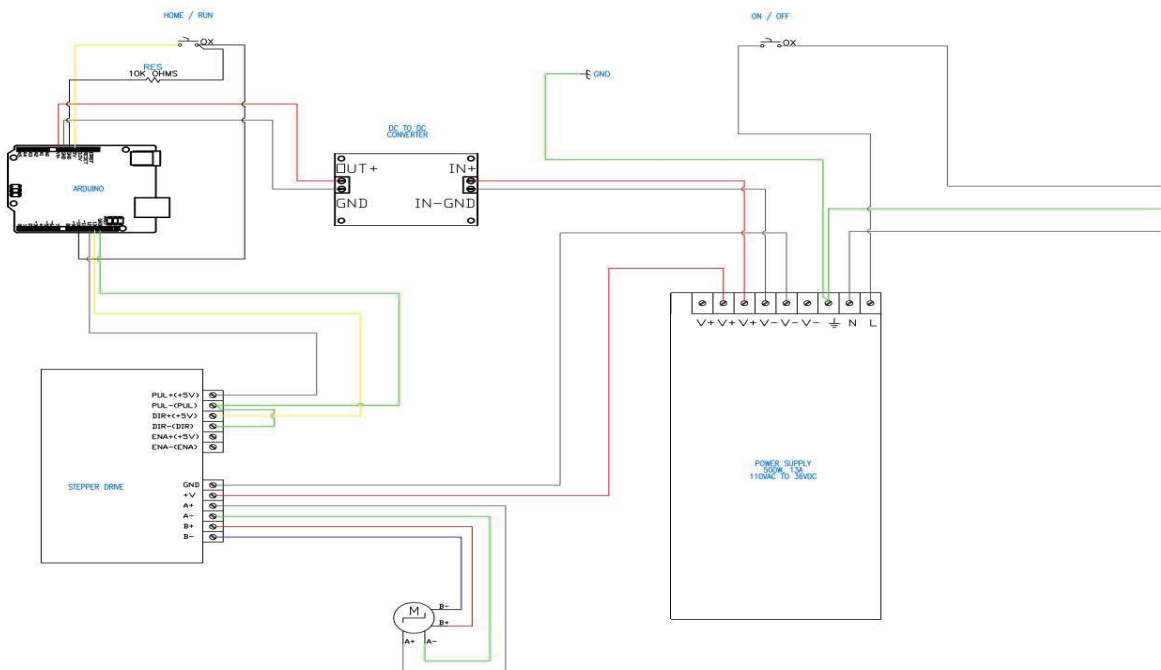 HOME / RUN
ON / OFF
OX
OX
RES
10K OHMS
GND
DC TO DC
CONVERTER
OUT+
IN+
GND
IN-GND
ARDUINO
V+ V+ V+ V- V- V- N L
PUL+(+5V)
PUL-(PUL)
DIR+(+5V)
DIR-(DIR)
ENA+(+5V)
ENA-(ENA)
STEPPER DRIVE
GND
+V
A+
A-
B+
B-
POWER SUPPLY
500W, 13A
110VAC TO 36VDC
M
B-
B+
A+ A-